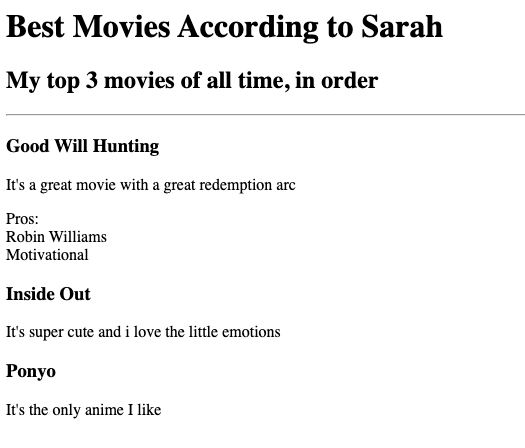 Best Movies According to Sarah
My top 3 movies of all time, in order
Good Will Hunting
It's a great movie with a great redemption arc
Pros:
Robin Williams
Motivational
Inside Out
It's super cute and i love the little emotions
Ponyo
It's the only anime I like